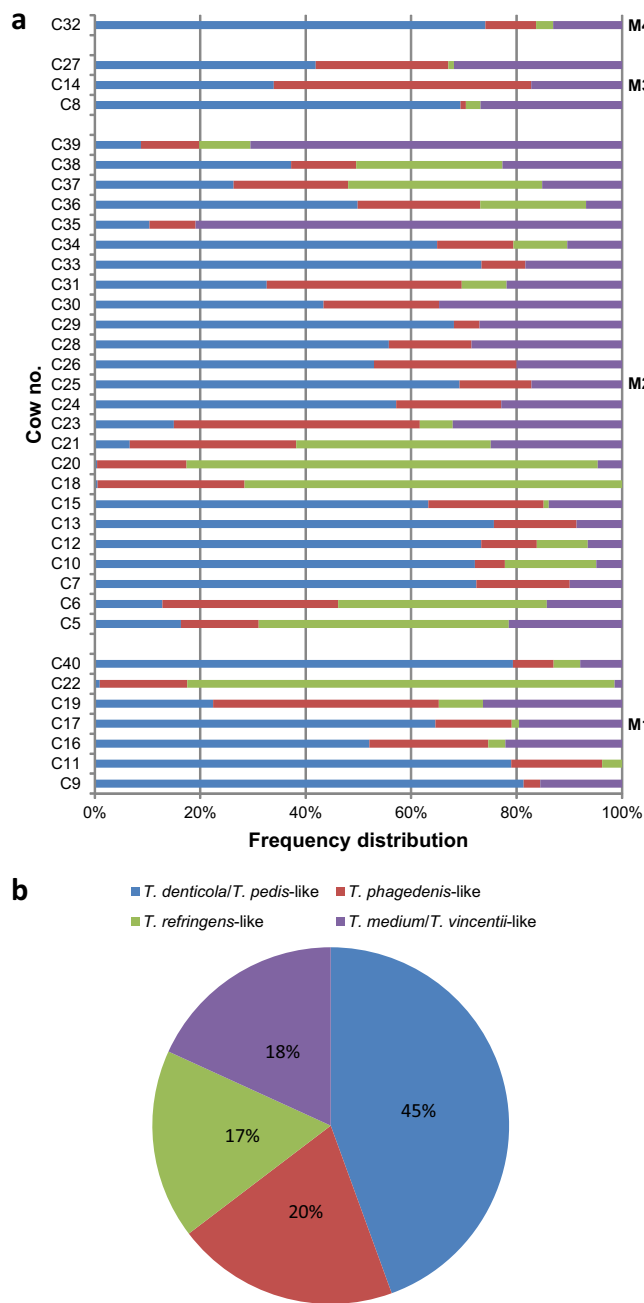 a
C32
M4
C27
C14
M3
C8
C39
C38
C37
C36
C35
C34
C33
C31
C30
C29
C28
C26
C25
M2
C24
C23
C21
C20
C18
C15
C13
C12
C10
C7
C6
C5
C40
C22
C19
C17
M1
C16
C11
C9
Cow no.
0% 20% 40% 60% 80% 100%
Frequency distribution
b
T. denticola/T. pedis-like T. phagedenis-like
T. refringens-like T. medium/T. vincentii-like
18%
45%
17%
20%